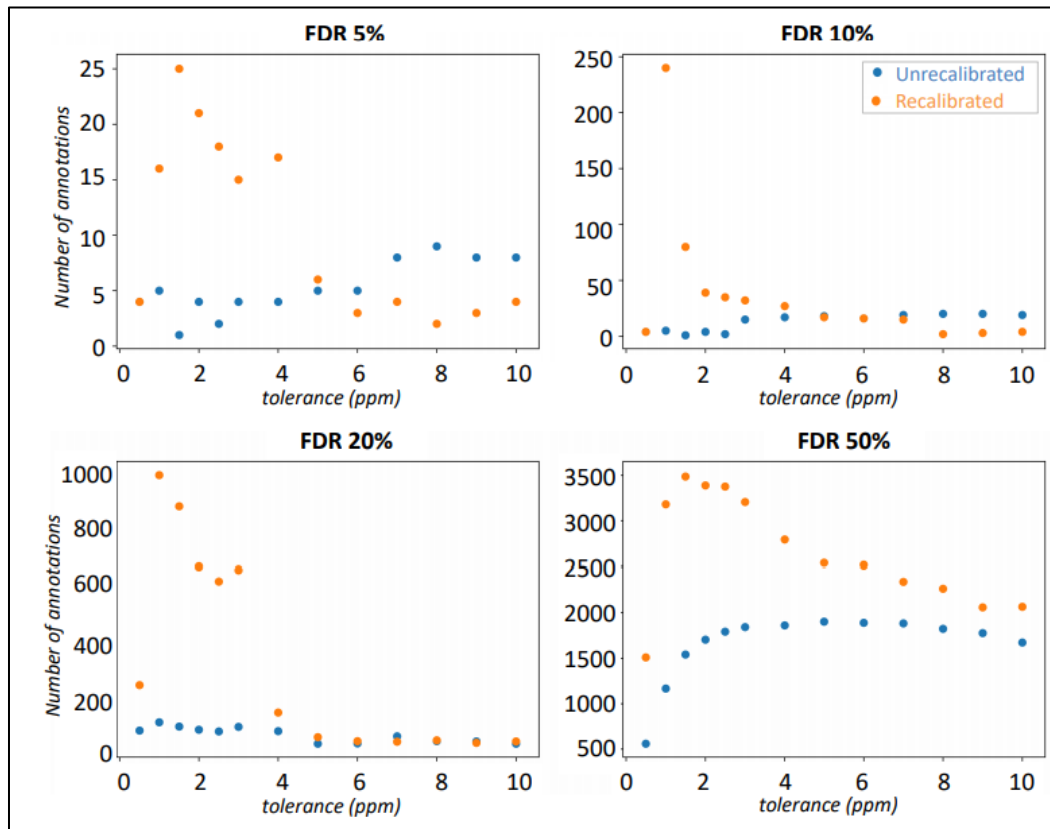 FDR 5%
Number of annotations
25
20
15
10
5
0
0 2 4 6 8 10
tolerance (ppm)
FDR 10%
Unrecalibrated
Recalibrated
250
200
150
100
50
0
0 2 4 6 8 10
tolerance (ppm)
FDR 20%
Number of annotations
1000
800
600
400
200
0
0 2 4 6 8 10
tolerance (ppm)
FDR 50%
3500
3000
2500
2000
1500
1000
500
0 2 4 6 8 10
tolerance (ppm)